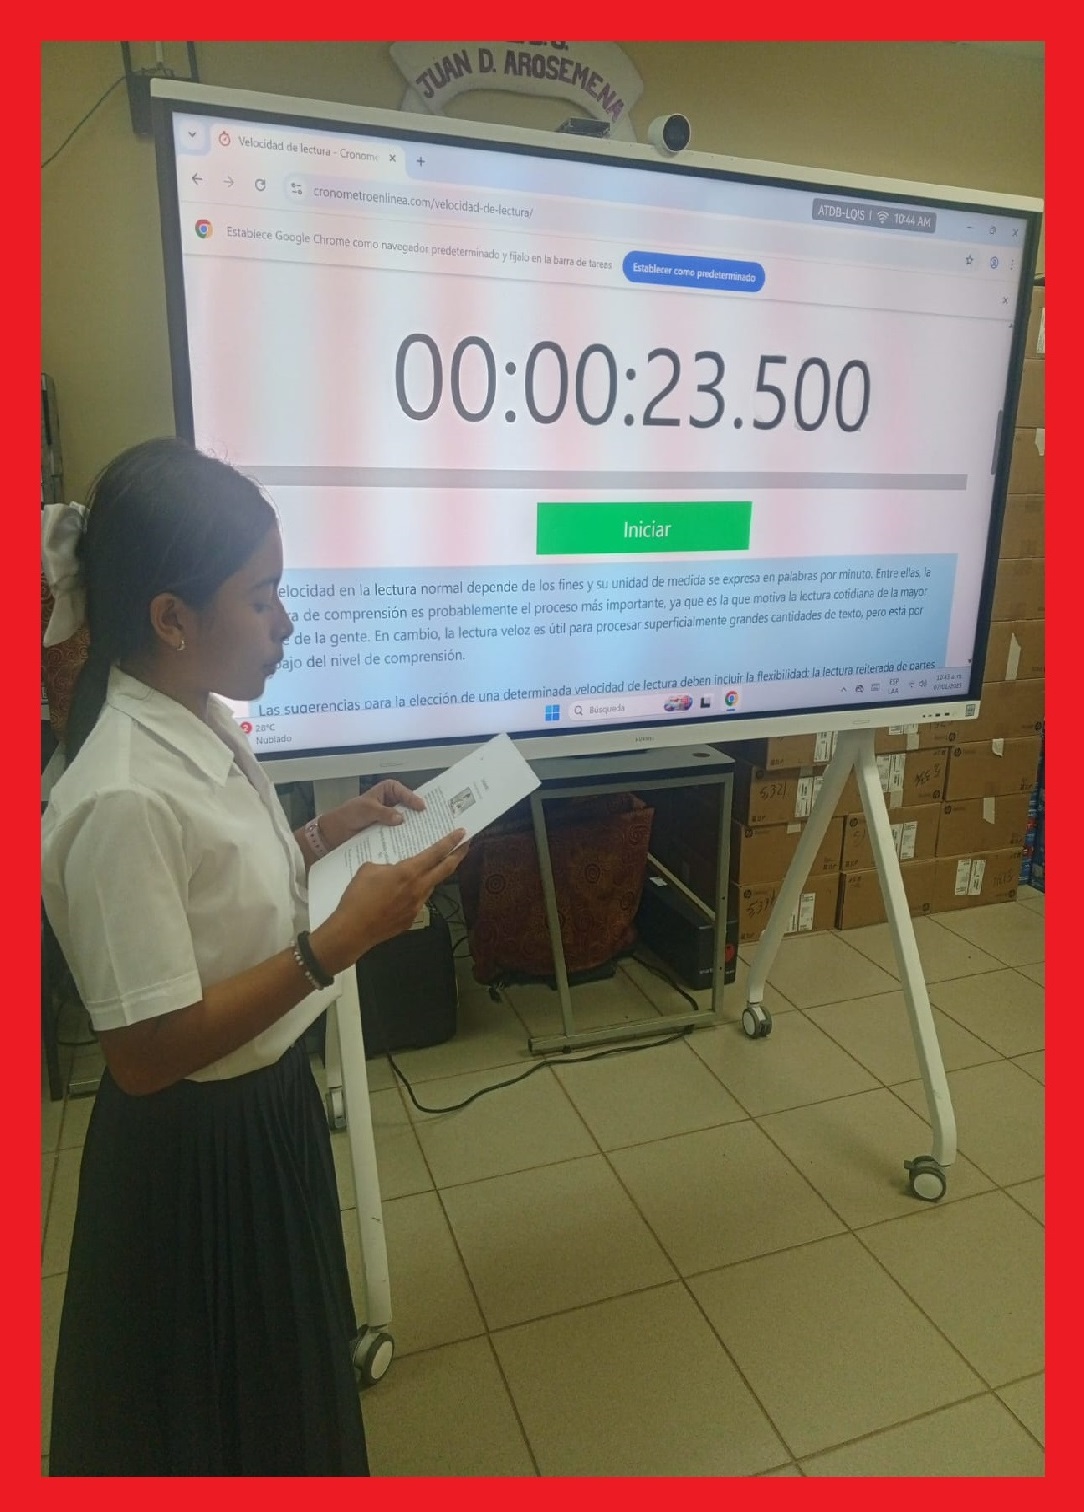 JUAN D. AROSEMENA
Velocidad de lectura - Cronom
cronometroenlinea.com/velocidad-de-lectura/
ATDB-LQIS 10:44 AM
Establece Google Chrome como navegador predeterminado y fíjalo en la barra de tareas
Establecer como predeterminado
00:00:23.500
Iniciar
elocidad en la lectura normal depende de los fines y su unidad de medida se expresa en palabras por minuto. Entre ellas, la
ra de comprensión es probablemente el proceso más importante, ya que es la que motiva la lectura cotidiana de la mayor
de la gente. En cambio, la lectura veloz es útil para procesar superficialmente grandes cantidades de texto, pero está por
bajo del nivel de comprensión.
Las sugerencias para la elección de una determinada velocidad de lectura deben incluir la flexibilidad; la lectura reiterada de partes
2
28°C
Nublado
Búsqueda
ESP